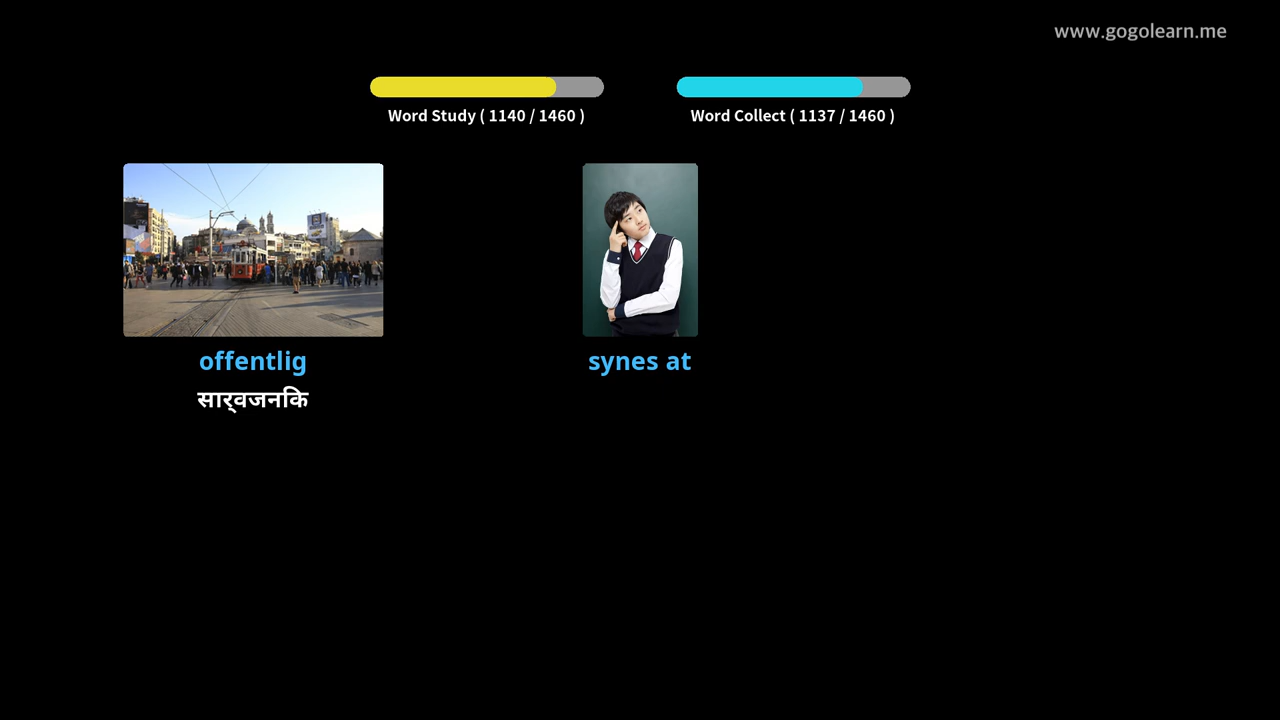 www.gogolearn.me
Word Study ( 1140 / 1460 )
Word Collect ( 1137 / 1460 )
offentlig
synes at
सार्वजनिक